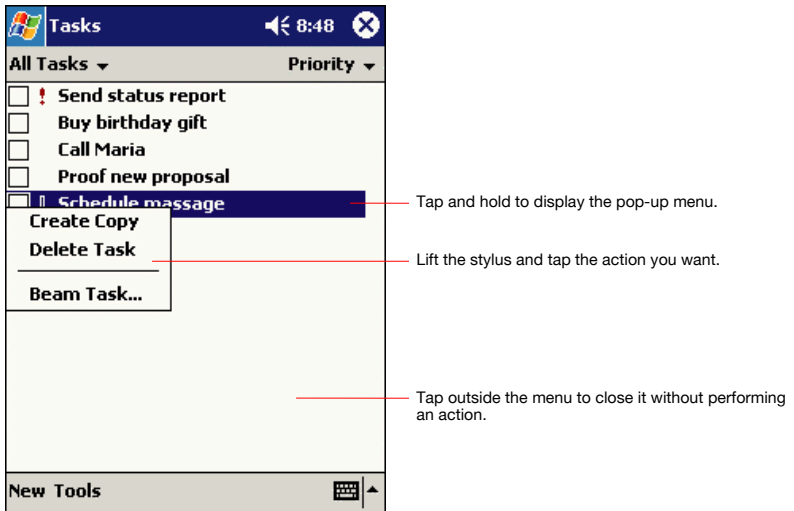 Tasks 8:48
All Tasks Priority
! Send status report
Buy birthday gift
Call Maria
Proof new proposal
Schedule massage
Tap and hold to display the pop-up menu.
Create Copy
Delete Task
Lift the stylus and tap the action you want.
Beam Task...
Tap outside the menu to close it without performing
an action.
New Tools